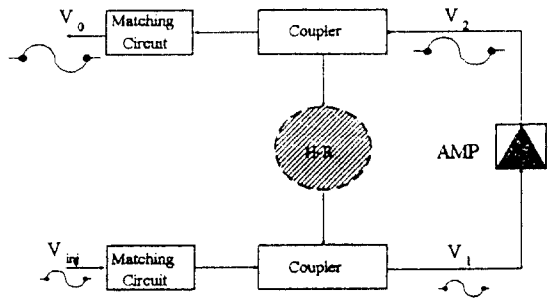 V0
Matching
Circuit
Coupler
V2
H-R
AMP
Vinj
Matching
Circuit
Coupler
V1